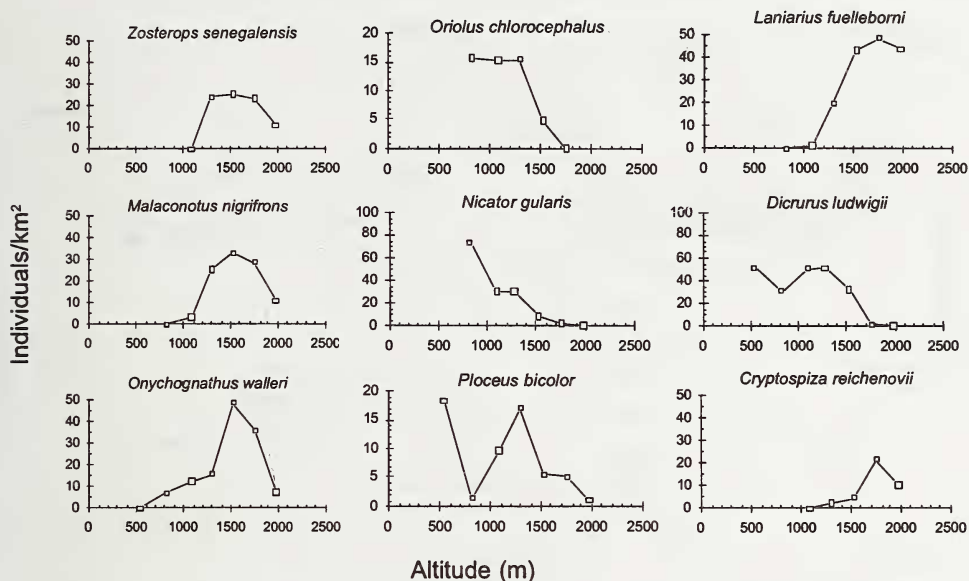 Individuals/km²
Zosterops senegalensis
50
40
30
20
10
0
0 500 1000 1500 2000 2500
Oriolus chlorocephalus
20
15
10
5
0
0 500 1000 1500 2000 2500
Laniarius fuelleborni
50
40
30
20
10
0
0 500 1000 1500 2000 2500
Malaconotus nigrifrons
50
40
30
20
10
0
0 500 1000 1500 2000 2500
Nicator gularis
100
80
60
40
20
0
0 500 1000 1500 2000 2500
Dicrurus ludwigii
100
80
60
40
20
0
0 500 1000 1500 2000 2500
Onychognathus walleri
50
40
30
20
10
0
0 500 1000 1500 2000 2500
Ploceus bicolor
20
15
10
5
0
0 500 1000 1500 2000 2500
Cryptospiza reichenovii
50
40
30
20
10
0
0 500 1000 1500 2000 2500
Altitude (m)